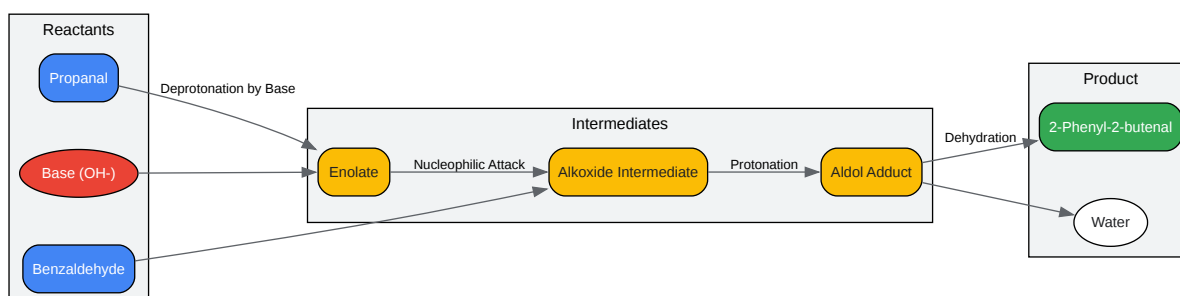 Reactants
Propanal
Base (OH-)
Benzaldehyde
Deprotonation by Base
Intermediates
Enolate
Nucleophilic Attack
Alkoxide Intermediate
Protonation
Aldol Adduct
Dehydration
Product
2-Phenyl-2-butenal
Water